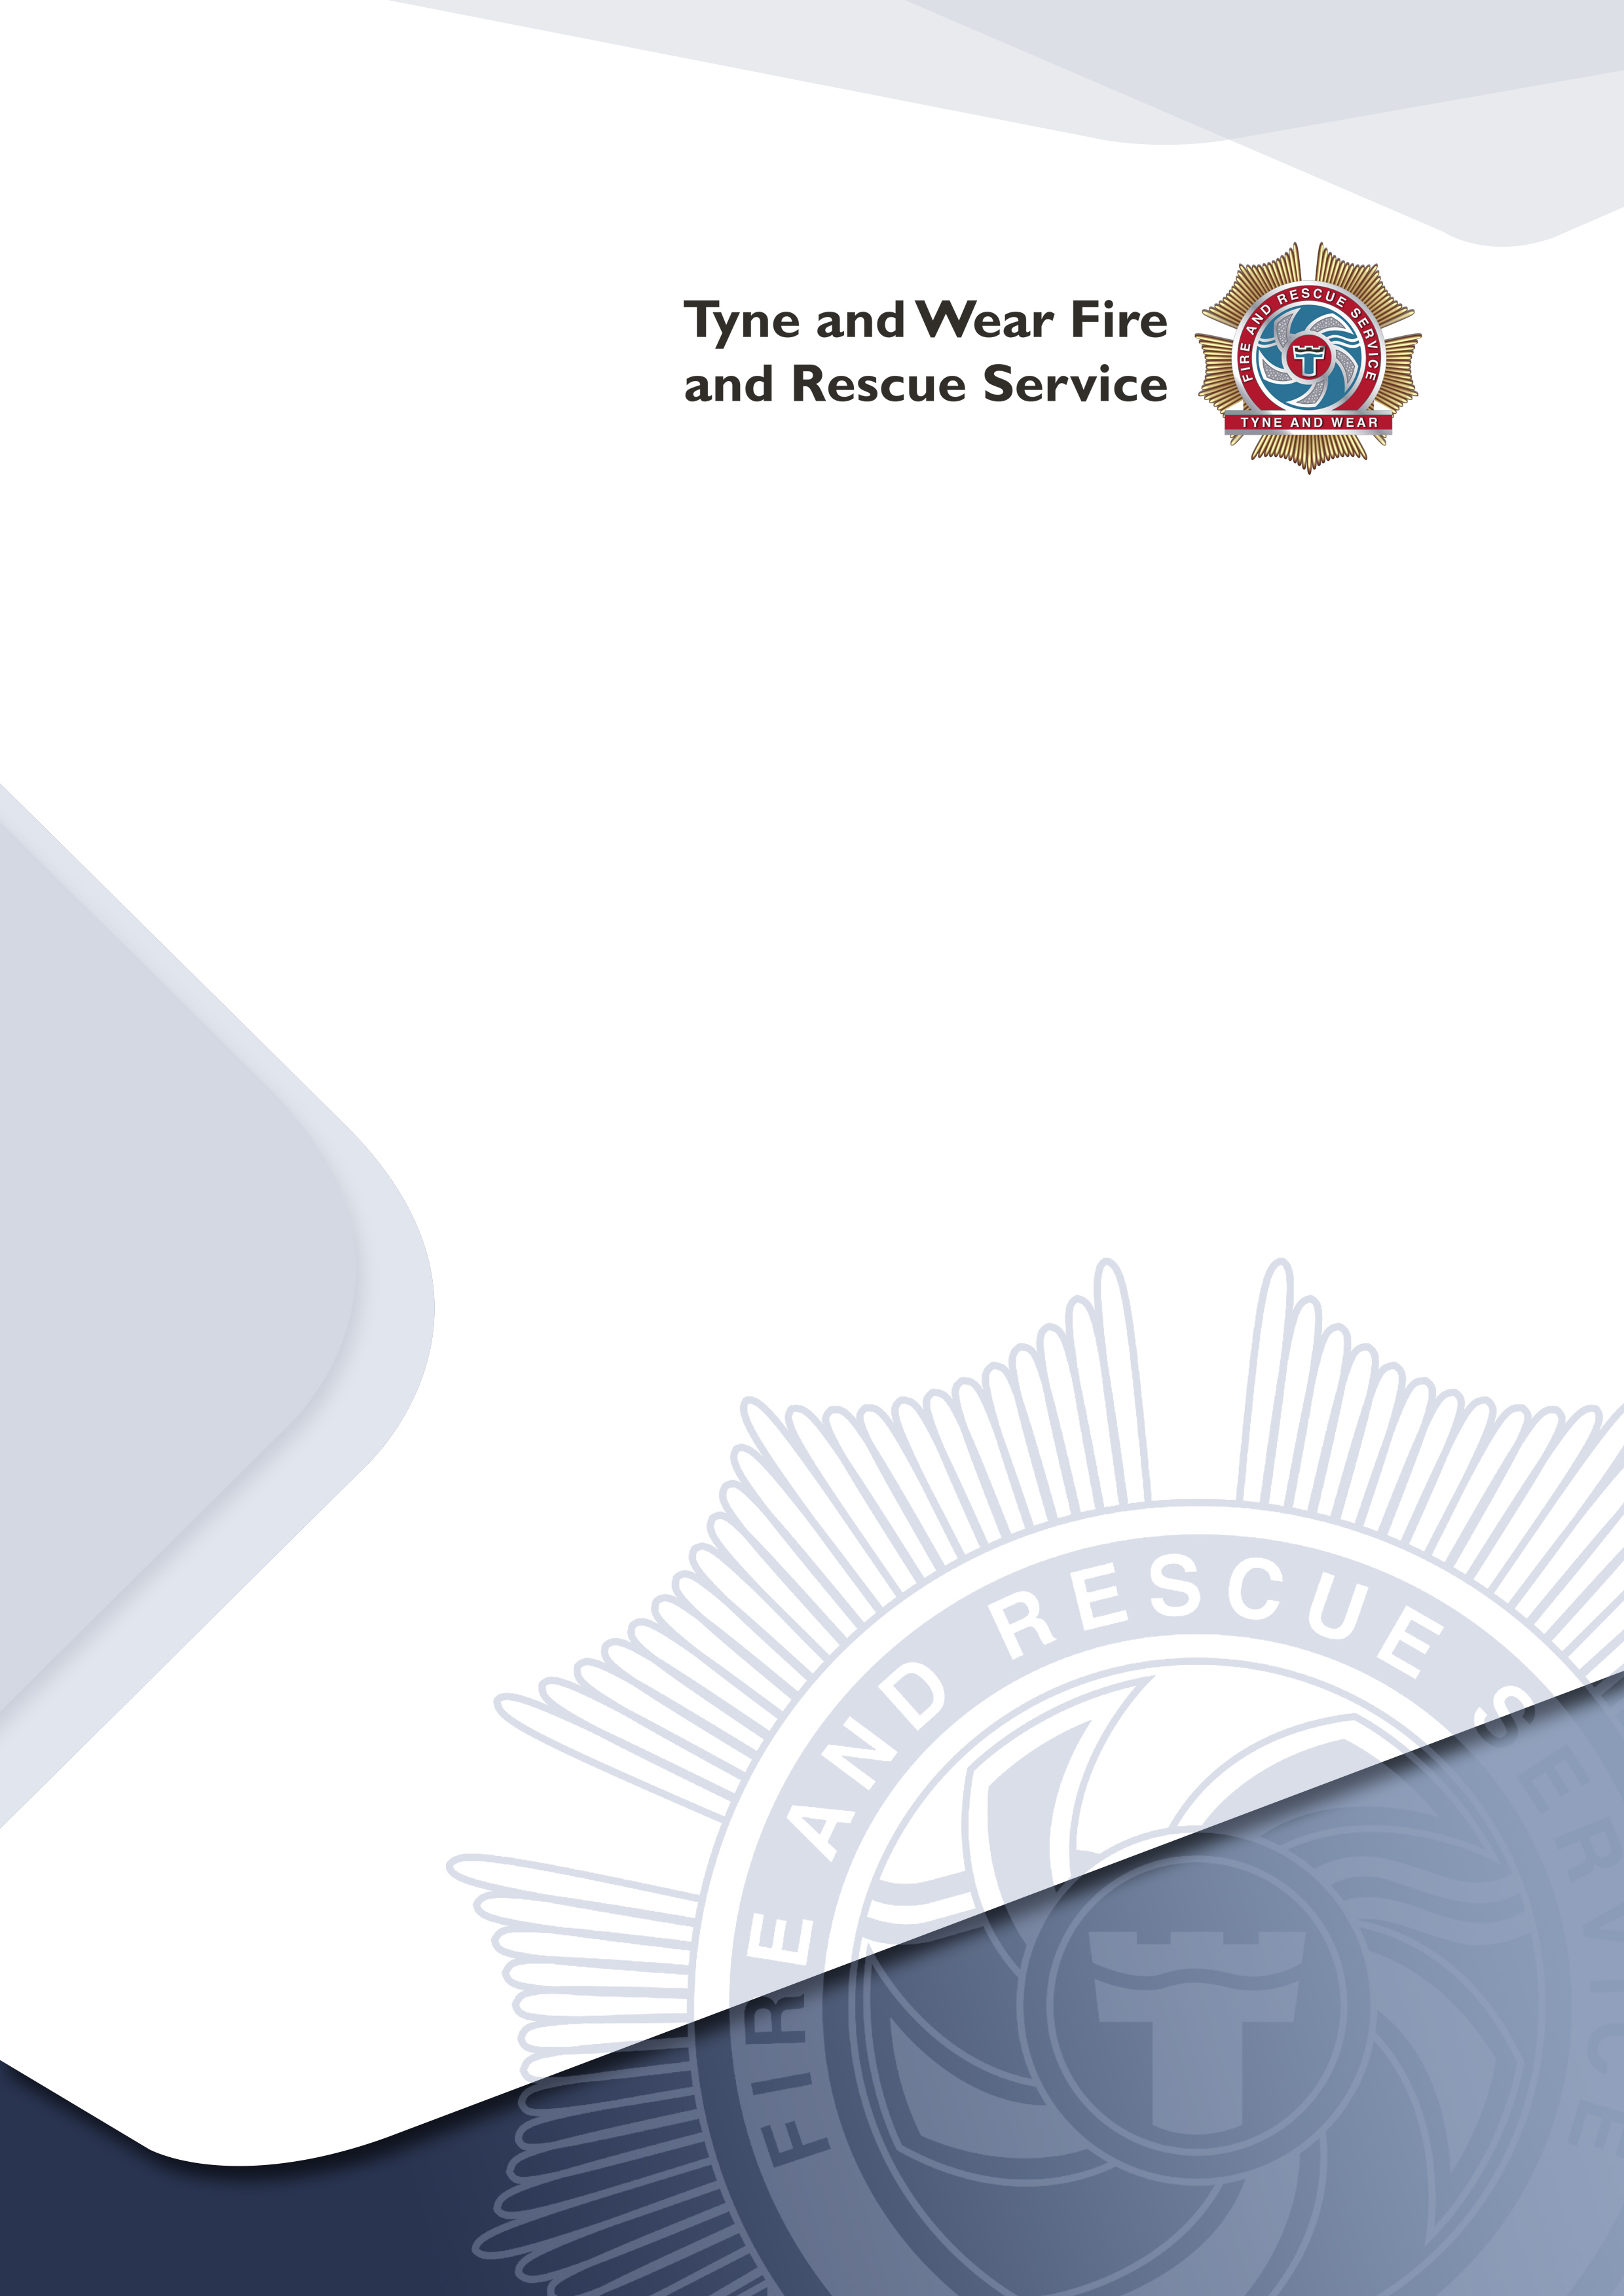 Tyne and Wear Fire
and Rescue Service
FIRE AND RESCUE SERVICE
TYNE AND WEAR
FIRE AND RESCUE SERVICE